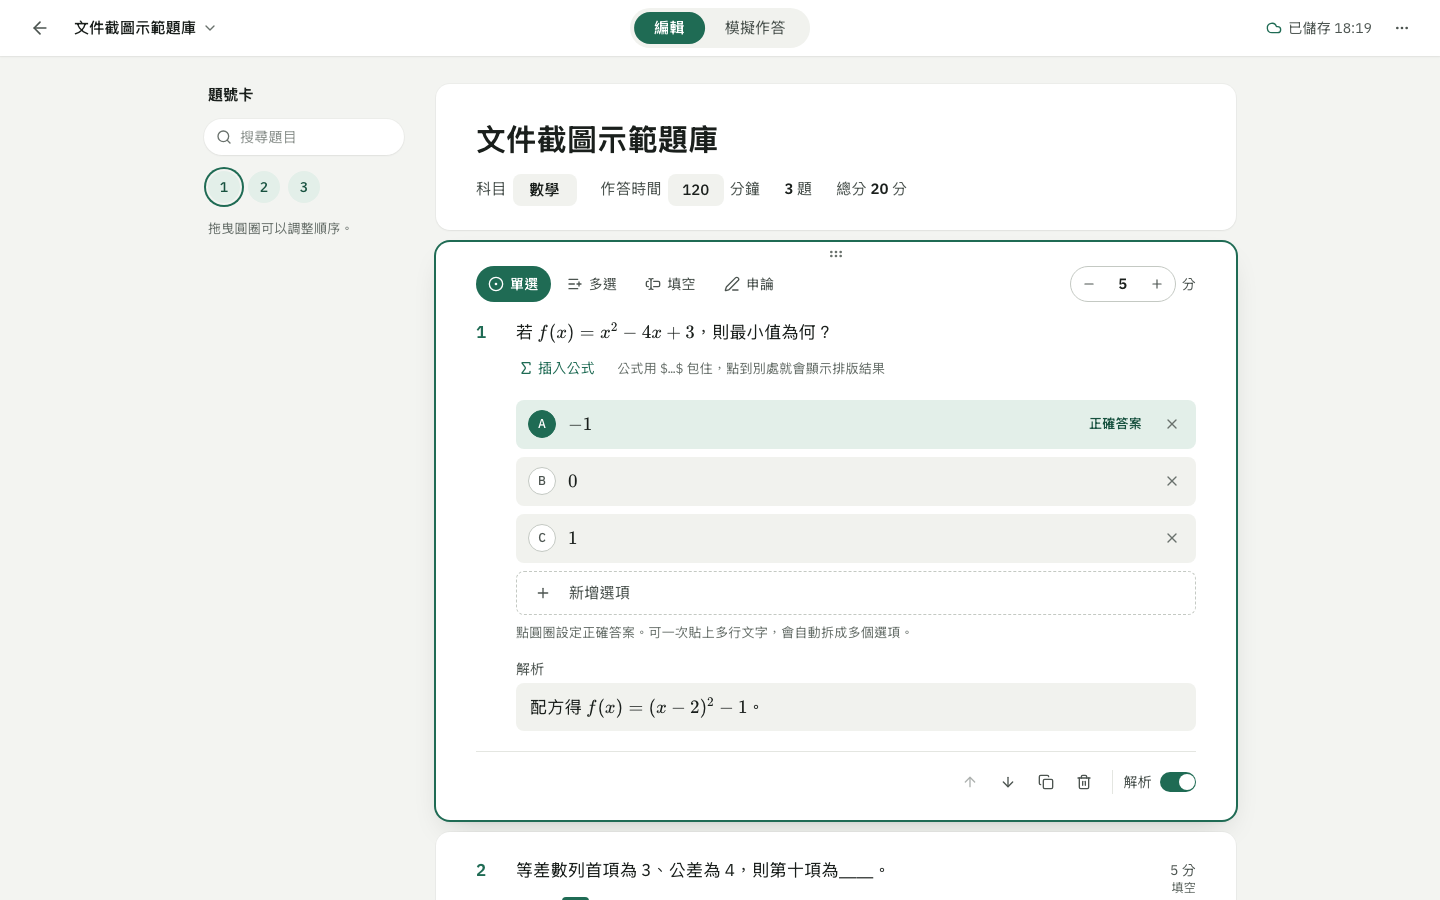 文件截圖示範題庫
編輯
模擬作答
已儲存 18:19
題號卡
搜尋題目
1 2 3
拖曳圓圈可以調整順序。
文件截圖示範題庫
科目 數學 作答時間 120 分鐘 3 題 總分 20 分
單選 多選 填空 申論 − 5 + 分
1 若 f(x) = x² − 4x + 3，則最小值為何？
Σ 插入公式 公式用 $…$ 包住，點到別處就會顯示排版結果
A −1 正確答案
B 0
C 1
+ 新增選項
點圓圈設定正確答案。可一次貼上多行文字，會自動拆成多個選項。
解析
配方得 f(x) = (x − 2)² − 1。
解析
2 等差數列首項為 3、公差為 4，則第十項為____。 5 分
填空